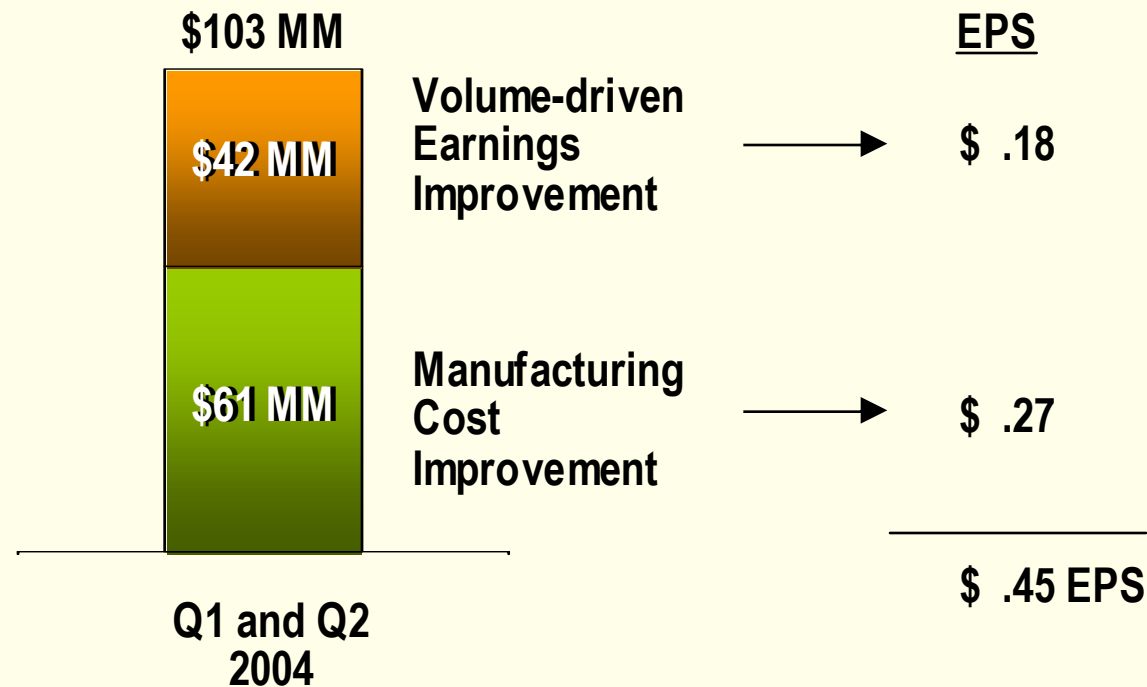 $103 MM
EPS
$42 MM
Volume-driven
Earnings
Improvement
$ .18
$61 MM
Manufacturing
Cost
Improvement
$ .27
$ .45 EPS
Q1 and Q2
2004